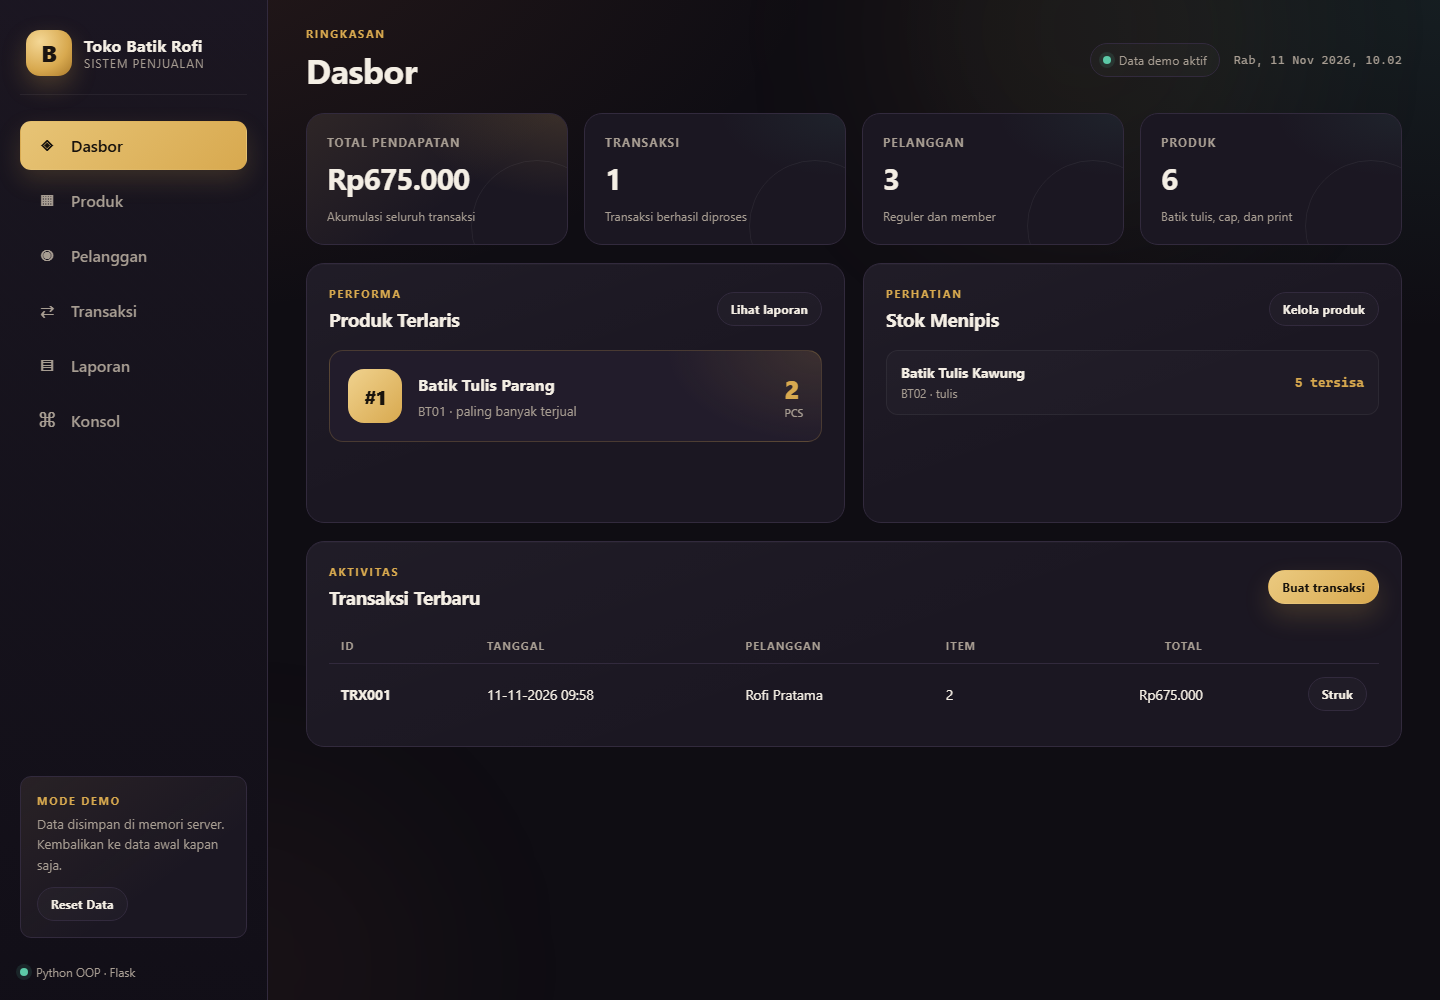 B
Toko Batik Rofi
SISTEM PENJUALAN
Dasbor
Produk
Pelanggan
Transaksi
Laporan
Konsol
MODE DEMO
Data disimpan di memori server.
Kembalikan ke data awal kapan
saja.
Reset Data
Python OOP · Flask
RINGKASAN
Dasbor
Data demo aktif
Rab, 11 Nov 2026, 10.02
TOTAL PENDAPATAN
Rp675.000
Akumulasi seluruh transaksi
TRANSAKSI
1
Transaksi berhasil diproses
PELANGGAN
3
Reguler dan member
PRODUK
6
Batik tulis, cap, dan print
PERFORMA
Produk Terlaris
Lihat laporan
#1
Batik Tulis Parang
BT01 · paling banyak terjual
2
PCS
PERHATIAN
Stok Menipis
Kelola produk
Batik Tulis Kawung
BT02 · tulis
5 tersisa
AKTIVITAS
Transaksi Terbaru
Buat transaksi
ID TANGGAL PELANGGAN ITEM TOTAL
TRX001 11-11-2026 09:58 Rofi Pratama 2 Rp675.000 Struk